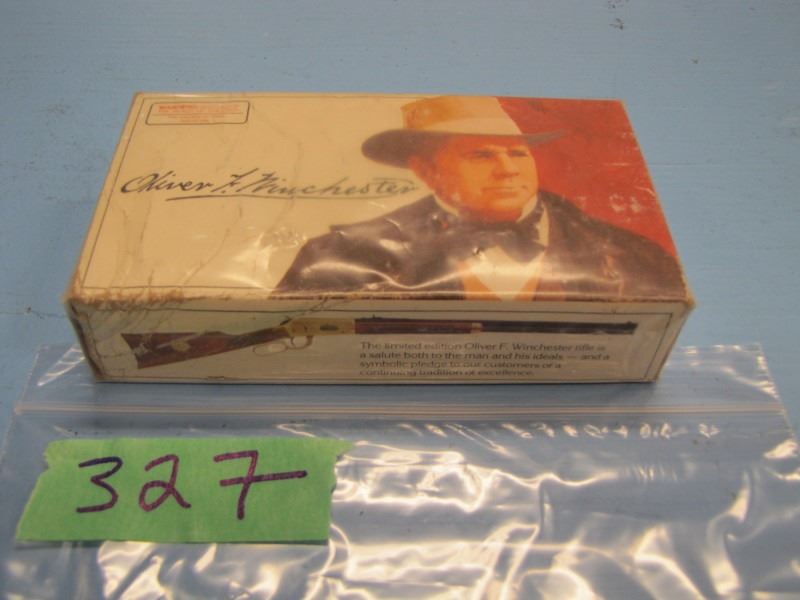 WARNING
Oliver F. Winchester
The limited edition Oliver F. Winchester rifle is
a salute both to the man and his ideals — and a
symbolic pledge to our customers of a
continuing tradition of excellence.
327